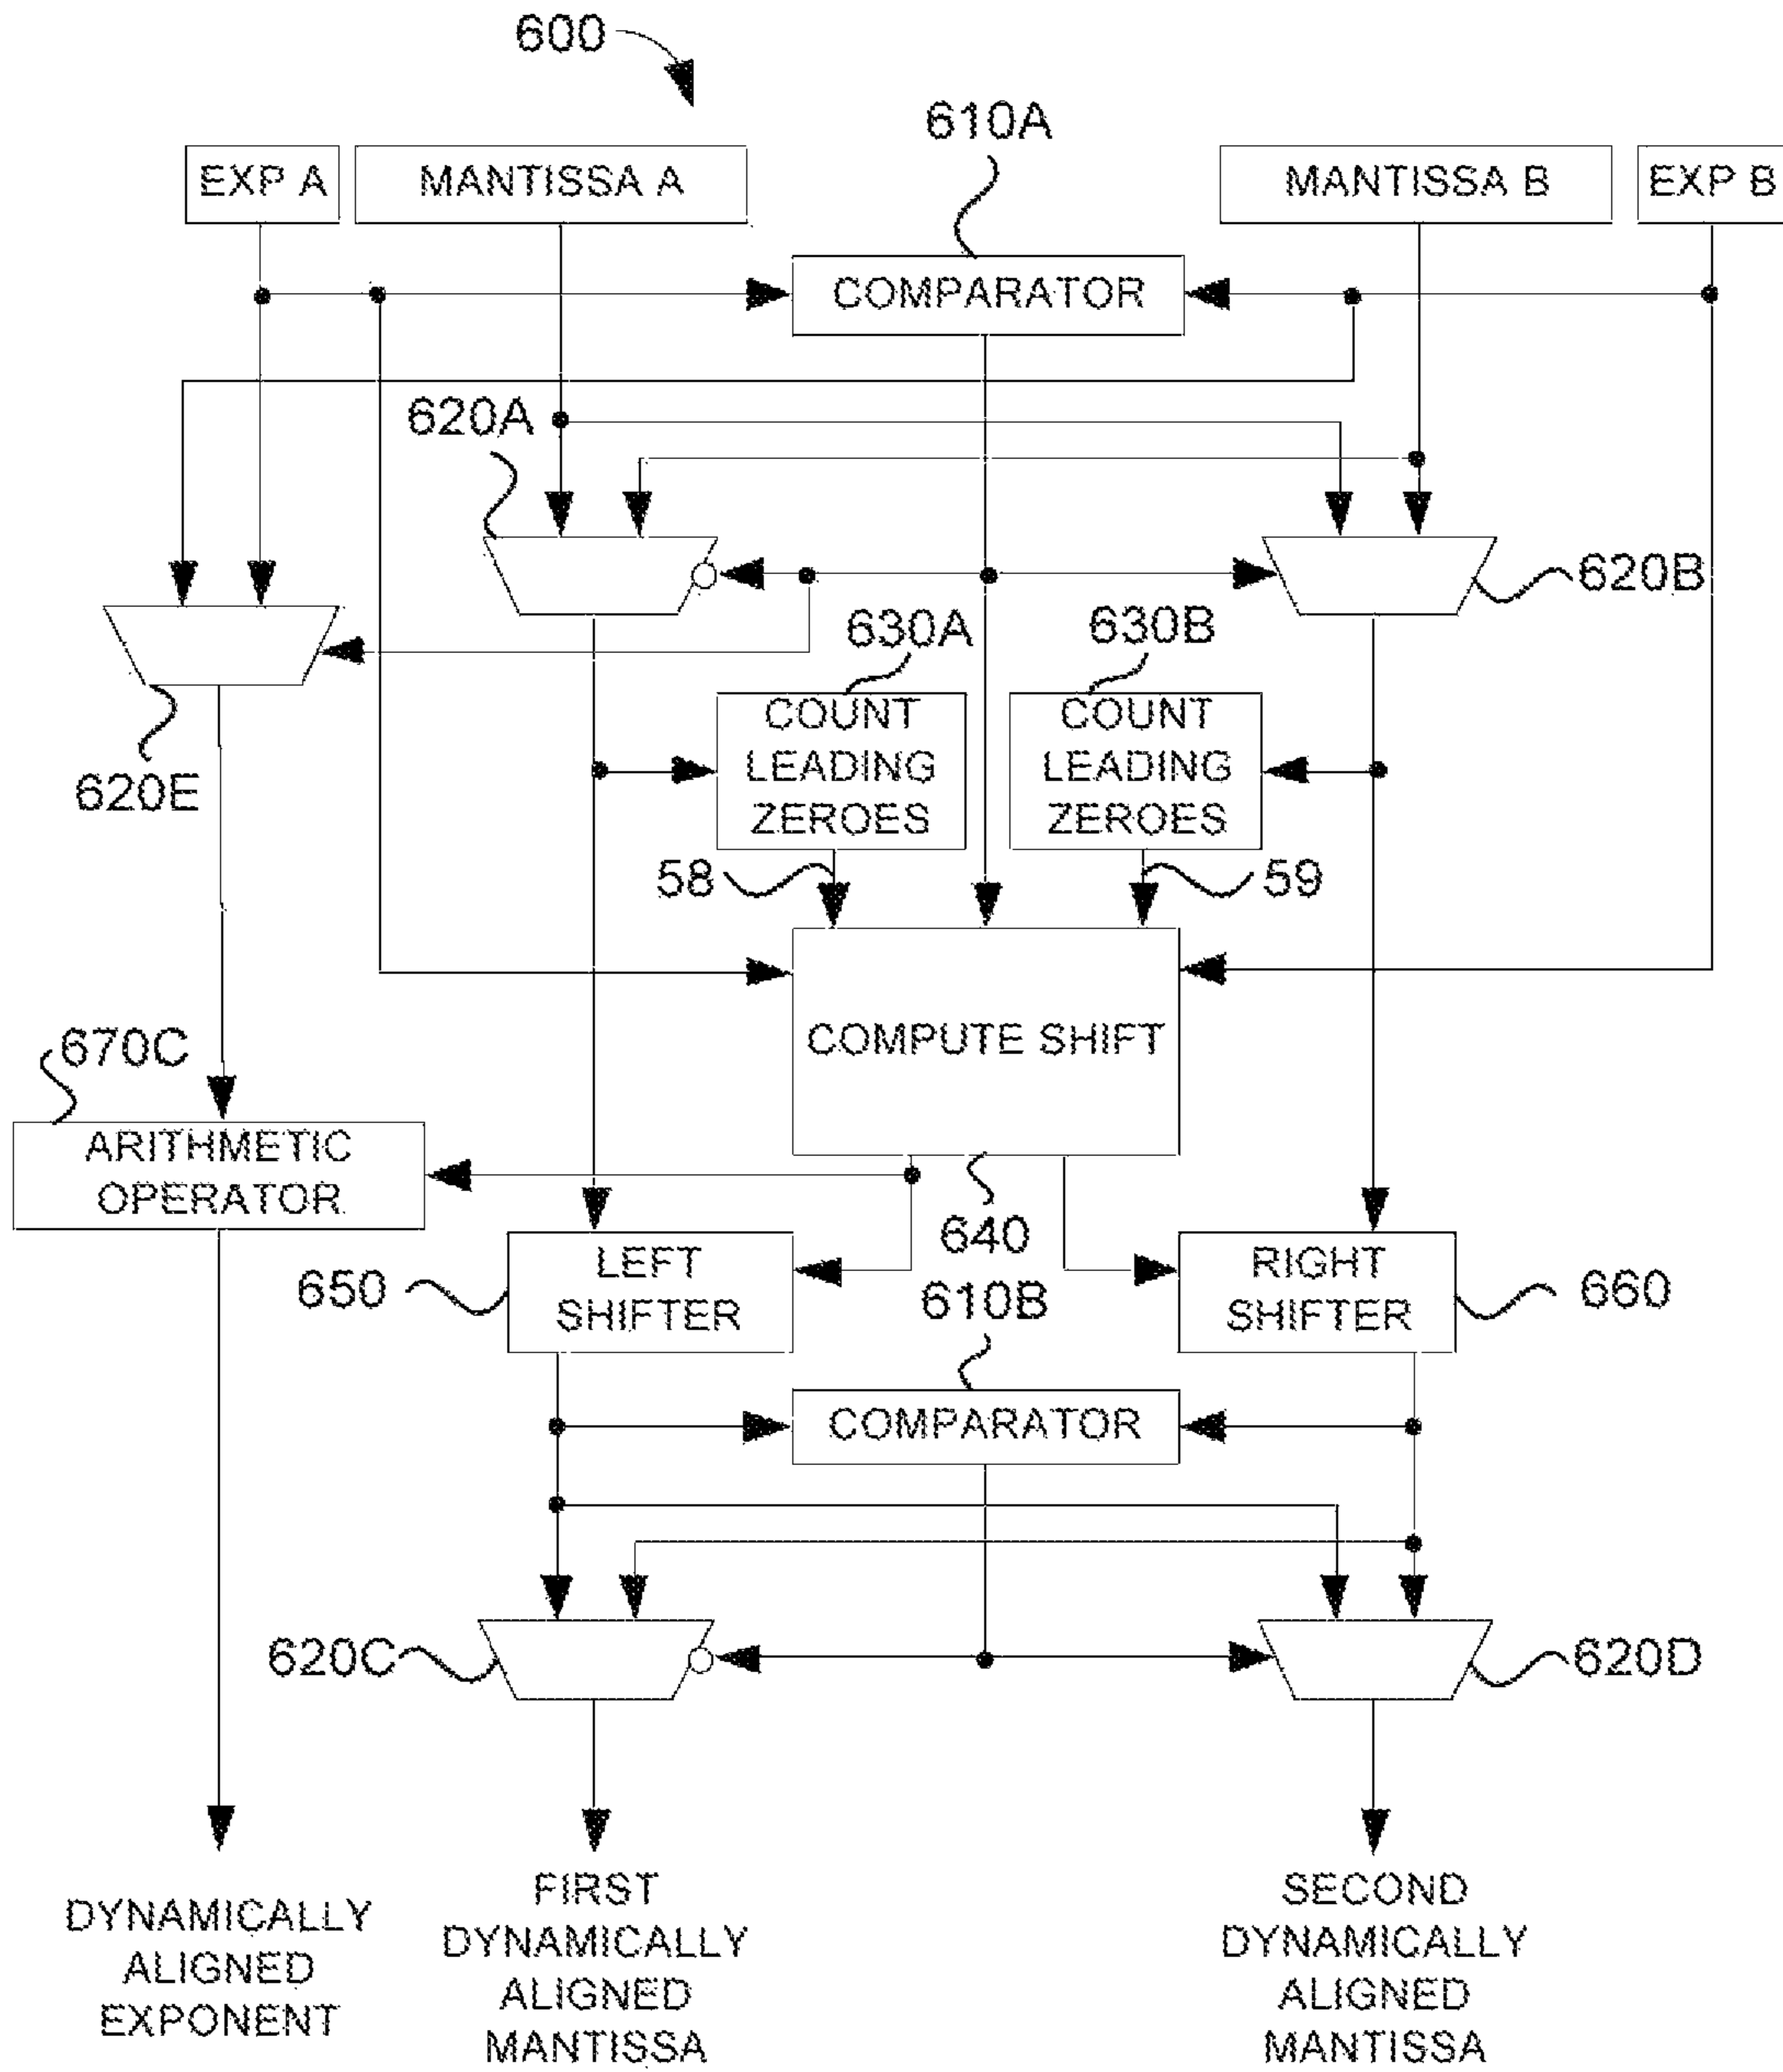 600
610A
EXP A
MANTISSA A
MANTISSA B
EXP B
COMPARATOR
620A
620B
630A
630B
COUNT
LEADING
ZEROES
COUNT
LEADING
ZEROES
620E
58
59
COMPUTE SHIFT
670C
ARITHMETIC
OPERATOR
640
LEFT
SHIFTER
650
RIGHT
SHIFTER
660
610B
COMPARATOR
620C
620D
DYNAMICALLY
ALIGNED
EXPONENT
FIRST
DYNAMICALLY
ALIGNED
MANTISSA
SECOND
DYNAMICALLY
ALIGNED
MANTISSA